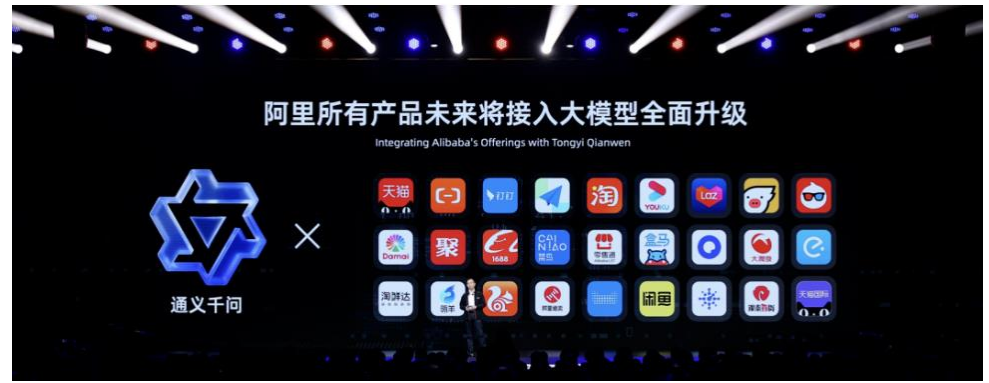 阿里所有产品未来将接入大模型全面升级
Integrating Alibaba's Offerings with Tongyi Qianwen
通义千问
天猫
钉钉
淘
YOUKU
Laz
Damai
聚
1688
CAI
NIAO
菜鸟
零售通
盒马
大润发
淘鲜达
闲鱼
天猫国际